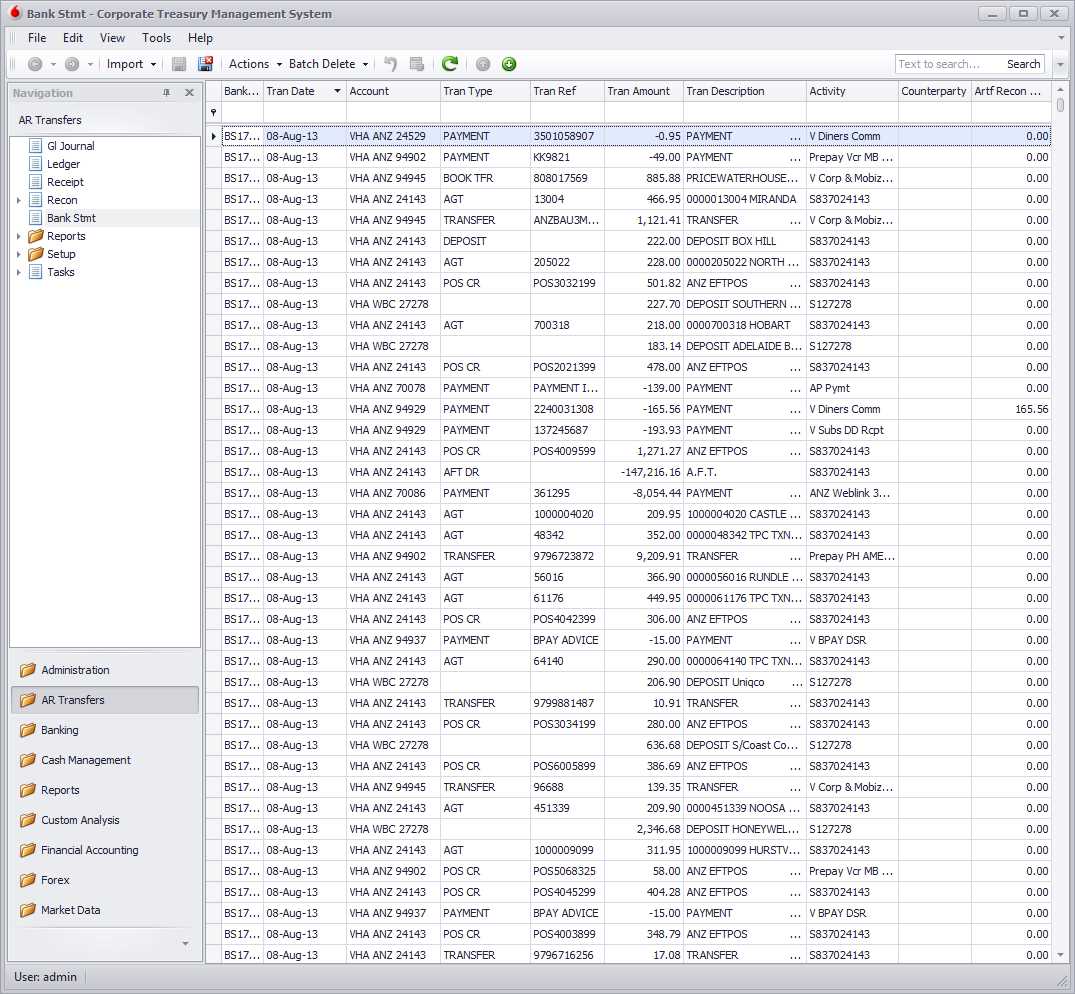 Bank Stmt - Corporate Treasury Management System
File Edit View Tools Help
Import Actions Batch Delete Text to search... Search
Navigation
AR Transfers
Gl Journal
Ledger
Receipt
Recon
Bank Stmt
Reports
Setup
Tasks
Administration
AR Transfers
Banking
Cash Management
Reports
Custom Analysis
Financial Accounting
Forex
Market Data
Bank... Tran Date Account Tran Type Tran Ref Tran Amount Tran Description Activity Counterparty Artf Recon ...
BS17... 08-Aug-13 VHA ANZ 24529 PAYMENT 3501058907 -0.95 PAYMENT ... V Diners Comm 0.00
BS17... 08-Aug-13 VHA ANZ 94902 PAYMENT KK9821 -49.00 PAYMENT ... Prepay Vcr MB ... 0.00
BS17... 08-Aug-13 VHA ANZ 94945 BOOK TFR 808017569 885.88 PRICEWATERHOUSE... V Corp & Mobiz... 0.00
BS17... 08-Aug-13 VHA ANZ 24143 AGT 13004 466.95 0000013004 MIRANDA S837024143 0.00
BS17... 08-Aug-13 VHA ANZ 94945 TRANSFER ANZBAU3M... 1,121.41 TRANSFER ... V Corp & Mobiz... 0.00
BS17... 08-Aug-13 VHA ANZ 24143 DEPOSIT 222.00 DEPOSIT BOX HILL S837024143 0.00
BS17... 08-Aug-13 VHA ANZ 24143 AGT 205022 228.00 0000205022 NORTH ... S837024143 0.00
BS17... 08-Aug-13 VHA ANZ 24143 POS CR POS3032199 501.82 ANZ EFTPOS ... S837024143 0.00
BS17... 08-Aug-13 VHA WBC 27278 227.70 DEPOSIT SOUTHERN ... S127278 0.00
BS17... 08-Aug-13 VHA ANZ 24143 AGT 700318 218.00 0000700318 HOBART S837024143 0.00
BS17... 08-Aug-13 VHA WBC 27278 183.14 DEPOSIT ADELAIDE B... S127278 0.00
BS17... 08-Aug-13 VHA ANZ 24143 POS CR POS2021399 478.00 ANZ EFTPOS ... S837024143 0.00
BS17... 08-Aug-13 VHA ANZ 70078 PAYMENT PAYMENT I... -139.00 PAYMENT ... AP Pymt 0.00
BS17... 08-Aug-13 VHA ANZ 94929 PAYMENT 2240031308 -165.56 PAYMENT ... V Diners Comm 165.56
BS17... 08-Aug-13 VHA ANZ 94929 PAYMENT 137245687 -193.93 PAYMENT ... V Subs DD Rcpt 0.00
BS17... 08-Aug-13 VHA ANZ 24143 POS CR POS4009599 1,271.27 ANZ EFTPOS ... S837024143 0.00
BS17... 08-Aug-13 VHA ANZ 24143 AFT DR -147,216.16 A.F.T. S837024143 0.00
BS17... 08-Aug-13 VHA ANZ 70086 PAYMENT 361295 -8,054.44 PAYMENT ... ANZ Weblink 3... 0.00
BS17... 08-Aug-13 VHA ANZ 24143 AGT 1000004020 209.95 1000004020 CASTLE ... S837024143 0.00
BS17... 08-Aug-13 VHA ANZ 24143 AGT 48342 352.00 0000048342 TPC TXN... S837024143 0.00
BS17... 08-Aug-13 VHA ANZ 94902 TRANSFER 9796723872 9,209.91 TRANSFER ... Prepay PH AME... 0.00
BS17... 08-Aug-13 VHA ANZ 24143 AGT 56016 366.90 0000056016 RUNDLE ... S837024143 0.00
BS17... 08-Aug-13 VHA ANZ 24143 AGT 61176 449.95 0000061176 TPC TXN... S837024143 0.00
BS17... 08-Aug-13 VHA ANZ 24143 POS CR POS4042399 306.00 ANZ EFTPOS ... S837024143 0.00
BS17... 08-Aug-13 VHA ANZ 94937 PAYMENT BPAY ADVICE -15.00 PAYMENT ... V BPAY DSR 0.00
BS17... 08-Aug-13 VHA ANZ 24143 AGT 64140 290.00 0000064140 TPC TXN... S837024143 0.00
BS17... 08-Aug-13 VHA WBC 27278 206.90 DEPOSIT Uniqco ... S127278 0.00
BS17... 08-Aug-13 VHA ANZ 24143 TRANSFER 9799881487 10.91 TRANSFER ... S837024143 0.00
BS17... 08-Aug-13 VHA ANZ 24143 POS CR POS3034199 280.00 ANZ EFTPOS ... S837024143 0.00
BS17... 08-Aug-13 VHA WBC 27278 636.68 DEPOSIT S/Coast Co... S127278 0.00
BS17... 08-Aug-13 VHA ANZ 24143 POS CR POS6005899 386.69 ANZ EFTPOS ... S837024143 0.00
BS17... 08-Aug-13 VHA ANZ 94945 TRANSFER 96688 139.35 TRANSFER ... V Corp & Mobiz... 0.00
BS17... 08-Aug-13 VHA ANZ 24143 AGT 451339 209.90 0000451339 NOOSA ... S837024143 0.00
BS17... 08-Aug-13 VHA WBC 27278 2,346.68 DEPOSIT HONEYWEL... S127278 0.00
BS17... 08-Aug-13 VHA ANZ 24143 AGT 1000009099 311.95 1000009099 HURSTV... S837024143 0.00
BS17... 08-Aug-13 VHA ANZ 94902 POS CR POS5068325 58.00 ANZ EFTPOS ... Prepay Vcr MB ... 0.00
BS17... 08-Aug-13 VHA ANZ 24143 POS CR POS4045299 404.28 ANZ EFTPOS ... S837024143 0.00
BS17... 08-Aug-13 VHA ANZ 94937 PAYMENT BPAY ADVICE -15.00 PAYMENT ... V BPAY DSR 0.00
BS17... 08-Aug-13 VHA ANZ 24143 POS CR POS4003899 348.79 ANZ EFTPOS ... S837024143 0.00
BS17... 08-Aug-13 VHA ANZ 24143 TRANSFER 9796716256 17.08 TRANSFER ... S837024143 0.00
User: admin